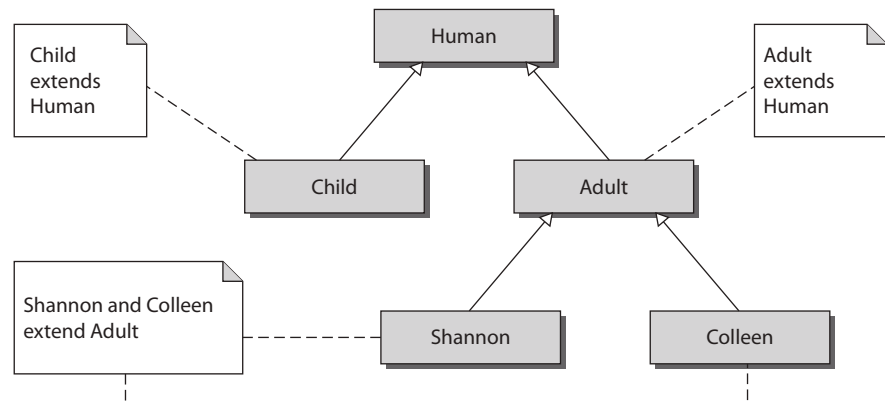 Human
Child
extends
Human
Adult
extends
Human
Child
Adult
Shannon and Colleen
extend Adult
Shannon
Colleen